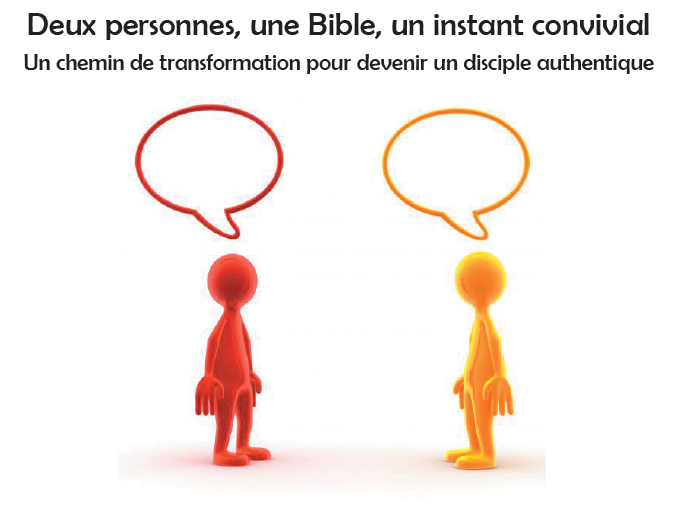 Deux personnes, une Bible, un instant convivial
Un chemin de transformation pour devenir un disciple authentique